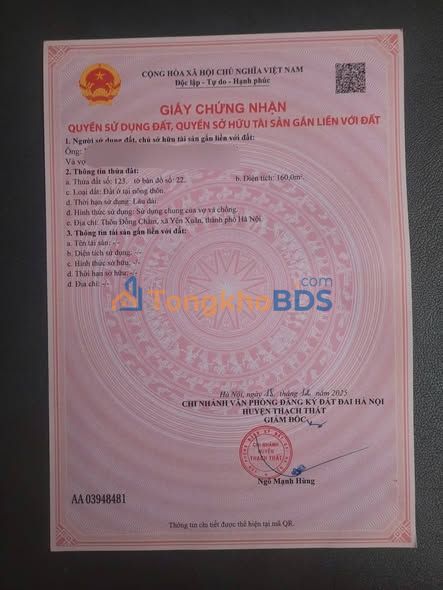 CỘNG HÒA XÃ HỘI CHỦ NGHĨA VIỆT NAM
Độc lập - Tự do - Hạnh phúc
GIẤY CHỨNG NHẬN
QUYỀN SỬ DỤNG ĐẤT, QUYỀN SỞ HỮU TÀI SẢN GẮN LIỀN VỚI ĐẤT
1. Người sử dụng đất, chủ sở hữu tài sản gắn liền với đất:
Ông:
Và vợ
2. Thông tin thửa đất:
a. Thửa đất số: 123, tờ bản đồ số: 22, b. Diện tích: 160,0m².
c. Loại đất: Đất ở tại nông thôn.
d. Thời hạn sử dụng: Lâu dài.
đ. Hình thức sử dụng: Sử dụng chung của vợ và chồng.
e. Địa chỉ: Thôn Đồng Chằm, xã Yên Xuân, thành phố Hà Nội.
3. Thông tin tài sản gắn liền với đất:
a. Tên tài sản: -/-
b. Diện tích sử dụng: -/-
c. Hình thức sở hữu: -/-
d. Thời hạn sở hữu: -/-
đ. Địa chỉ: -/-
TongkhoBDS.com
Hà Nội, ngày 18 tháng 12 năm 2025
CHI NHÁNH VĂN PHÒNG ĐĂNG KÝ ĐẤT ĐAI HÀ NỘI
HUYỆN THẠCH THẤT
GIÁM ĐỐC
CHI NHÁNH
HUYỆN
THẠCH THẤT
Ngô Mạnh Hùng
AA 03948481
Thông tin chi tiết được thể hiện tại mã QR.